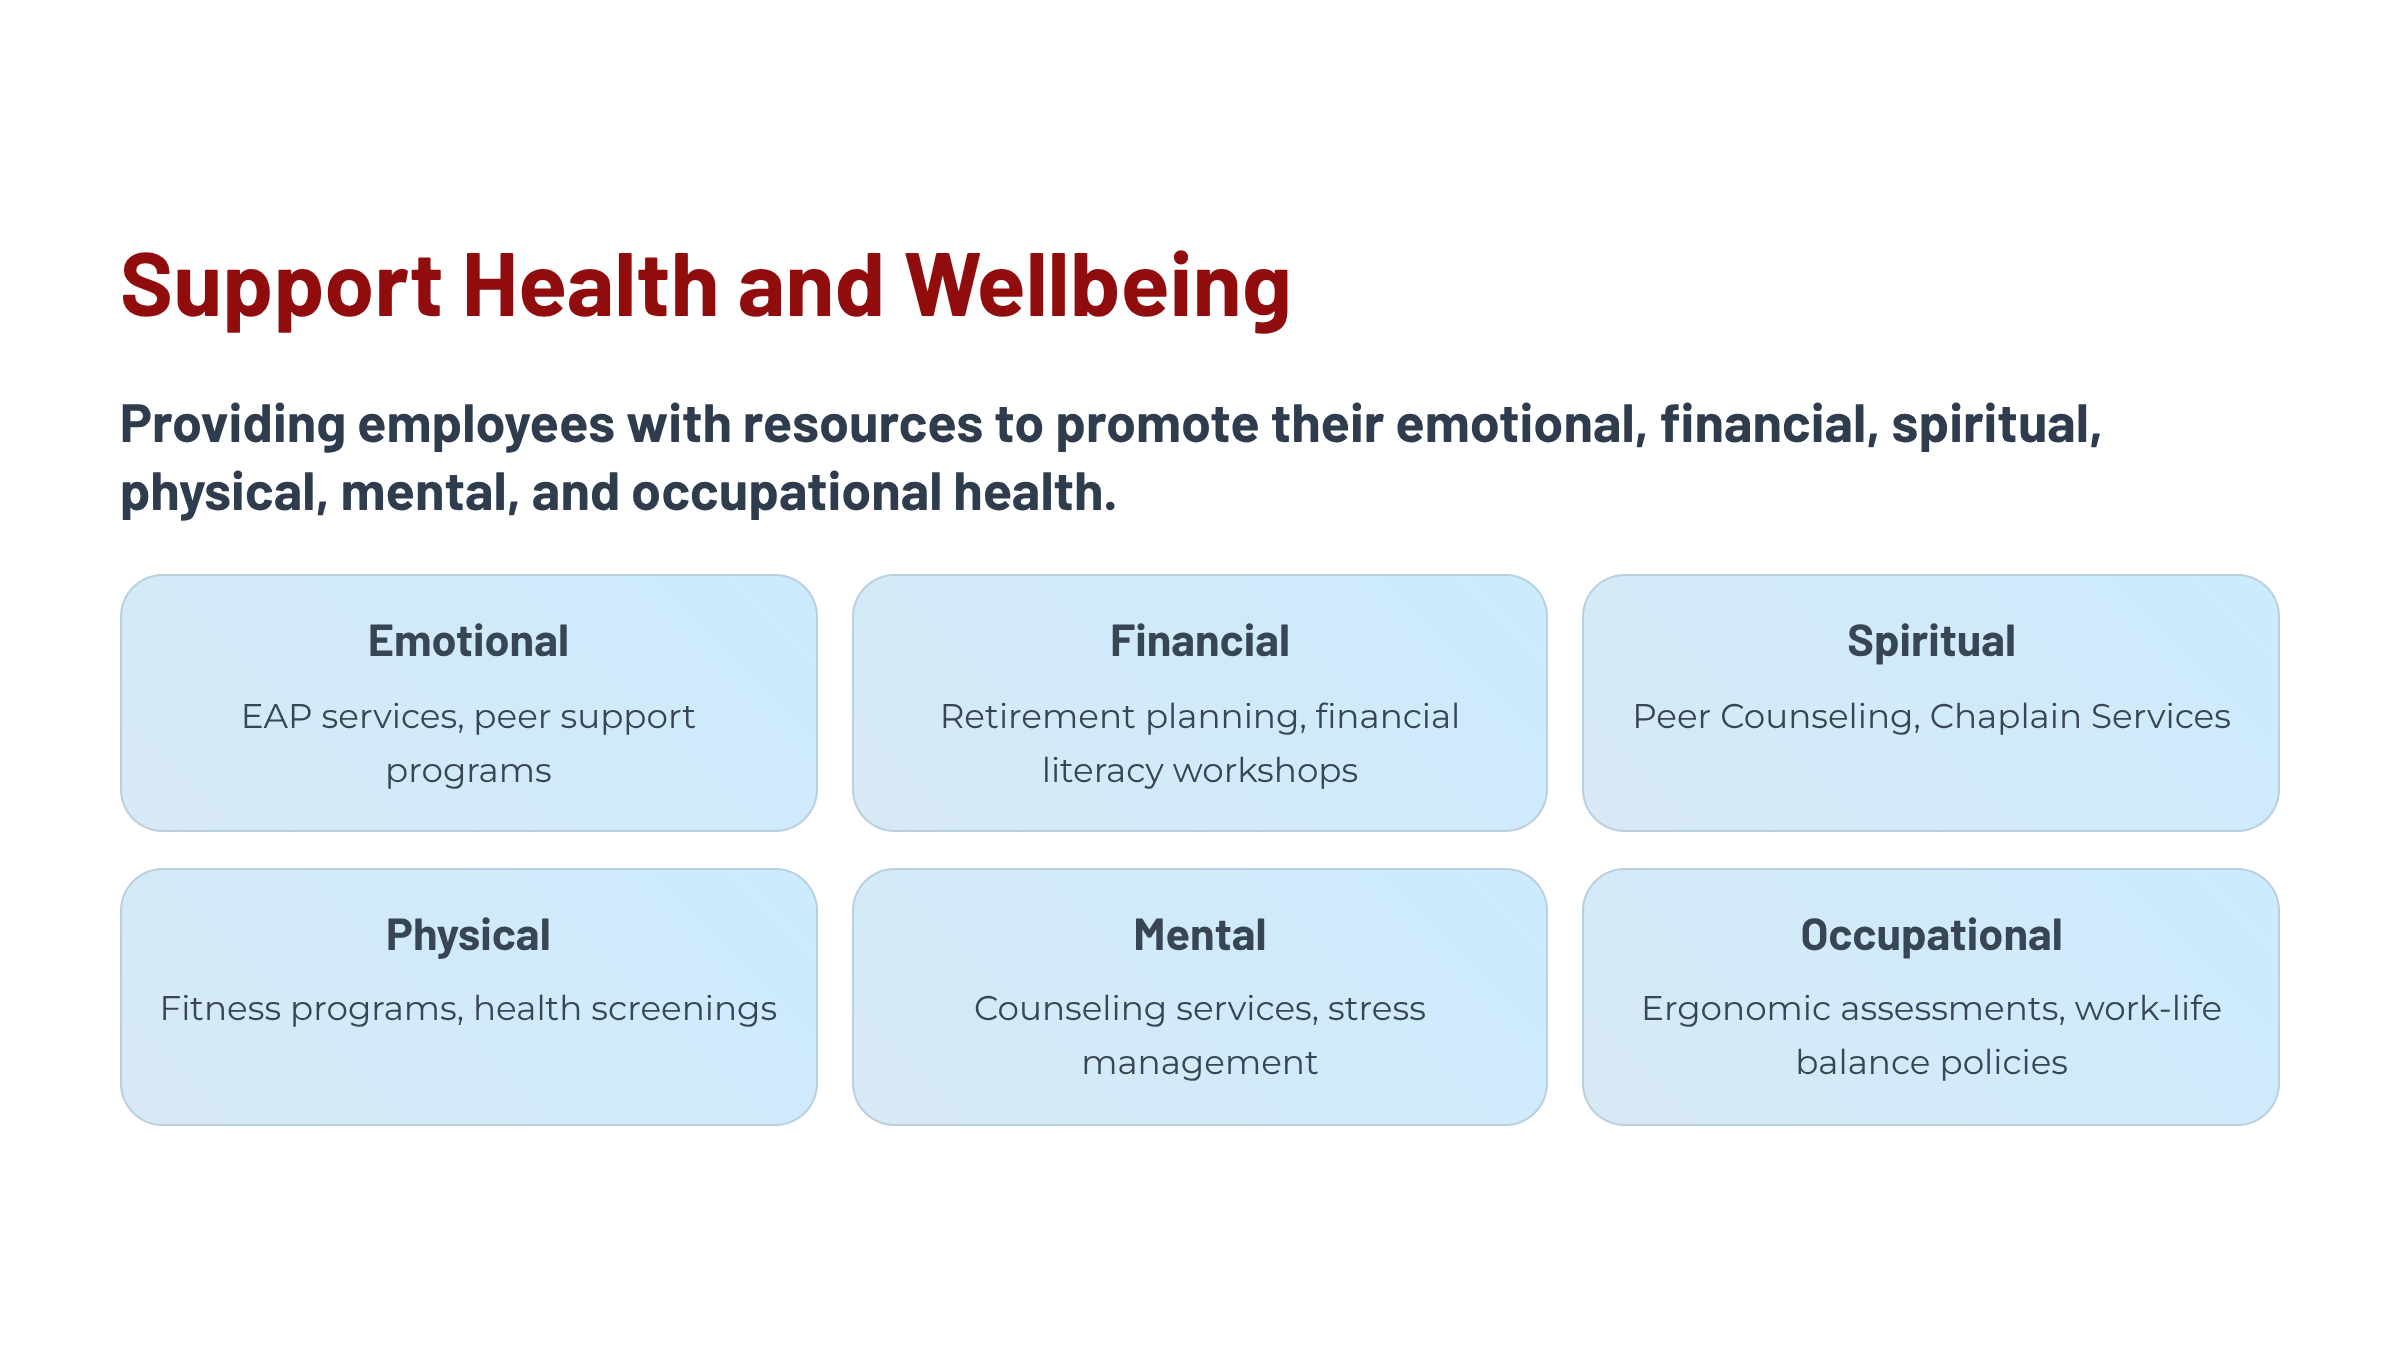 Support Health and Wellbeing
Providing employees with resources to promote their emotional, financial, spiritual,
physical, mental, and occupational health.
Emotional
EAP services, peer support
programs
Financial
Retirement planning, financial
literacy workshops
Spiritual
Peer Counseling, Chaplain Services
Physical
Fitness programs, health screenings
Mental
Counseling services, stress
management
Occupational
Ergonomic assessments, work-life
balance policies